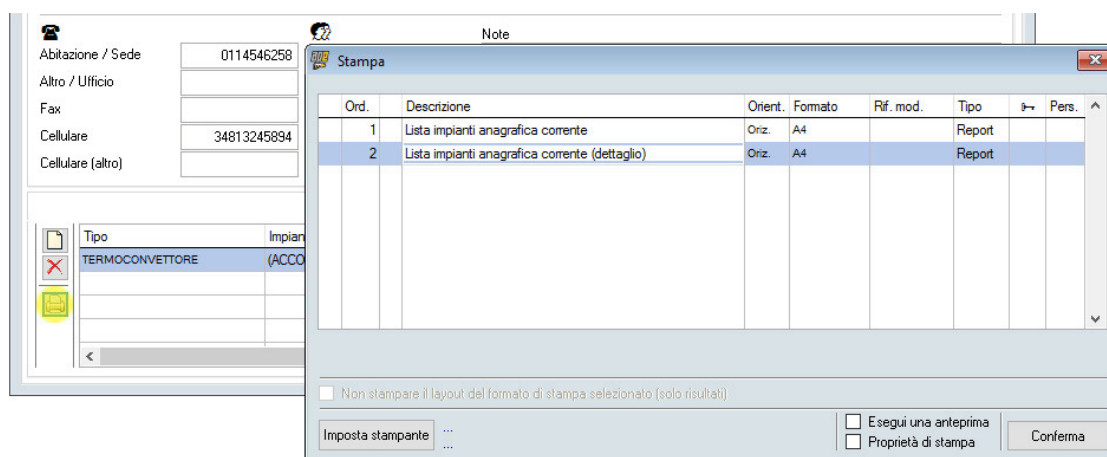 Note
Abitazione / Sede 0114546258
Altro / Ufficio
Fax
Cellulare 34813245894
Cellulare (altro)
Tipo Impian
TERMOCONVETTORE (ACCO
Stampa
Ord. Descrizione Orient. Formato Rif. mod. Tipo Pers.
1 Lista impianti anagrafica corrente Oriz. A4 Report
2 Lista impianti anagrafica corrente (dettaglio) Oriz. A4 Report
Non stampare il layout del formato di stampa selezionato (solo risultati)
Imposta stampante ...
...
Esegui una anteprima
Proprietà di stampa
Conferma